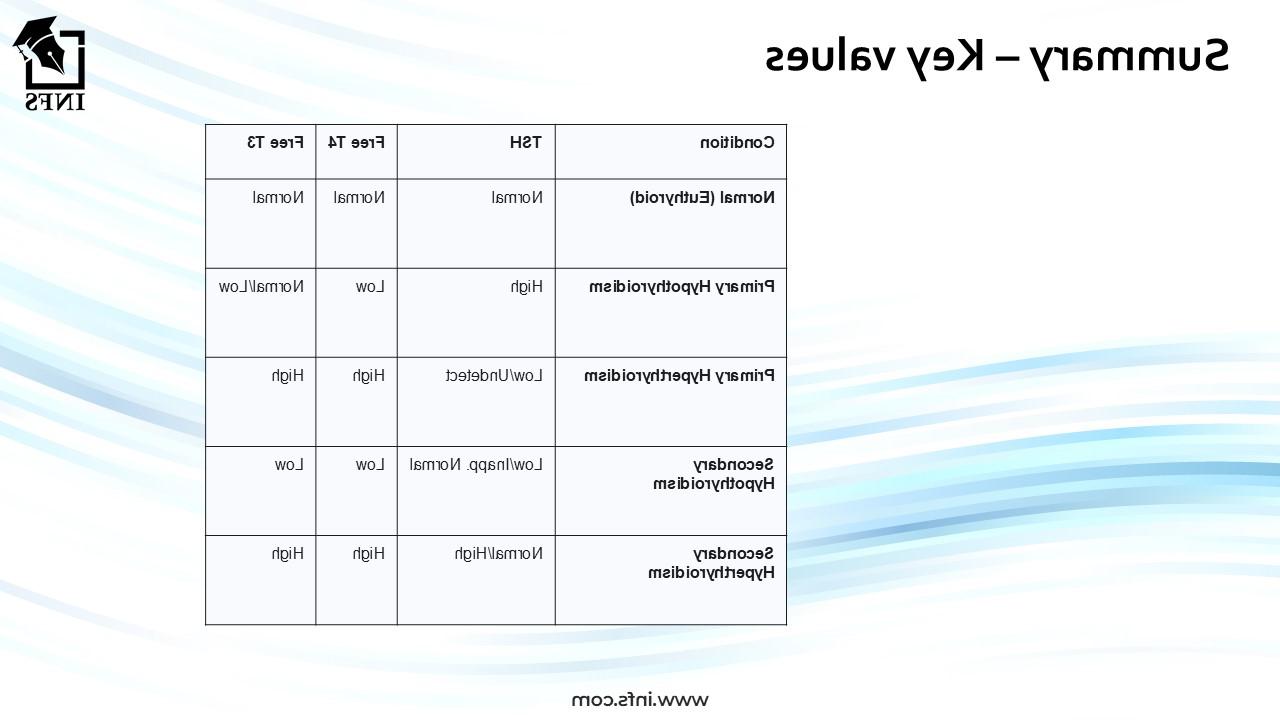 Summary – Key values
INFS
Condition TSH Free T4 Free T3
Normal (Euthyroid) Normal Normal Normal
Primary Hypothyroidism High Low Normal/Low
Primary Hyperthyroidism Low/Undetect High High
Secondary Hypothyroidism Low/Inapp. Normal Low Low
Secondary Hyperthyroidism Normal/High High High
www.infs.com